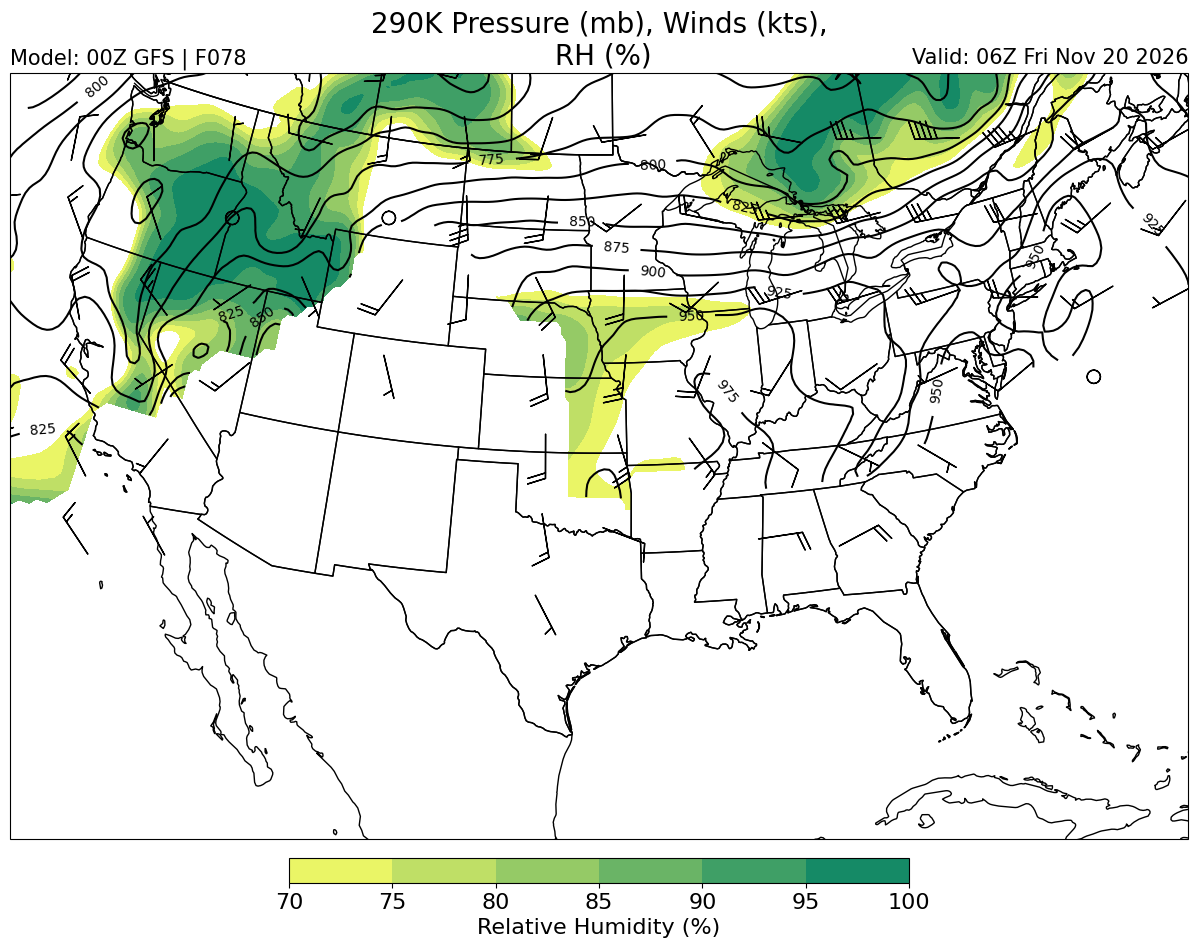 290K Pressure (mb), Winds (kts),
RH (%)
Model: 00Z GFS | F078
Valid: 06Z Fri Nov 20 2026
800
775
800
825
850
875
900
925
950
925
950
825
850
975
950
825
70 75 80 85 90 95 100
Relative Humidity (%)